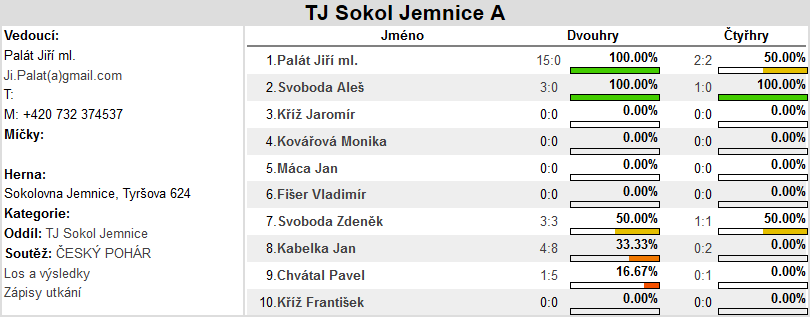 TJ Sokol Jemnice A
Vedoucí:
Palát Jiří ml.
Ji.Palat(a)gmail.com
T:
M: +420 732 374537
Míčky:
Herna:
Sokolovna Jemnice, Tyršova 624
Kategorie:
Oddíl: TJ Sokol Jemnice
Soutěž: ČESKÝ POHÁR
Los a výsledky
Zápisy utkání
Jméno Dvouhry Čtyřhry
1.Palát Jiří ml. 15:0 100.00% 2:2 50.00%
2.Svoboda Aleš 3:0 100.00% 1:0 100.00%
3.Kříž Jaromír 0:0 0.00% 0:0 0.00%
4.Kovářová Monika 0:0 0.00% 0:0 0.00%
5.Máca Jan 0:0 0.00% 0:0 0.00%
6.Fišer Vladimír 0:0 0.00% 0:0 0.00%
7.Svoboda Zdeněk 3:3 50.00% 1:1 50.00%
8.Kabelka Jan 4:8 33.33% 0:2 0.00%
9.Chvátal Pavel 1:5 16.67% 0:1 0.00%
10.Kříž František 0:0 0.00% 0:0 0.00%